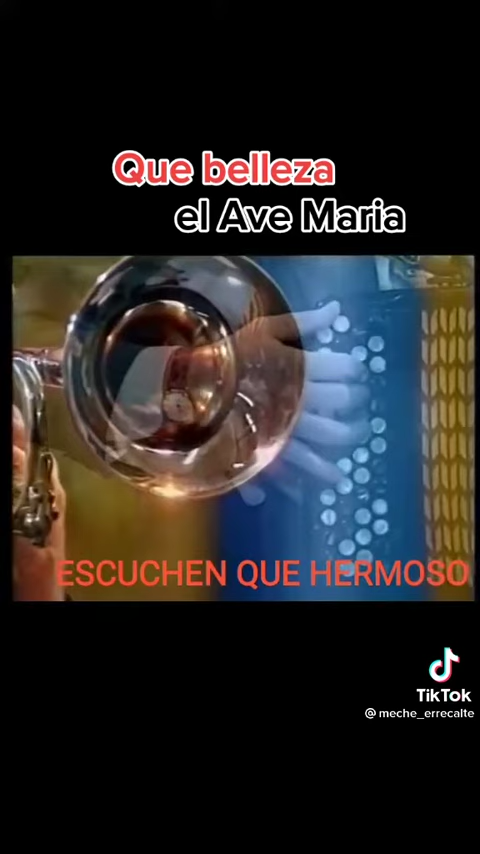 Que belleza
el Ave Maria
ESCUCHEN QUE HERMOSO
TikTok
@meche_errecalte